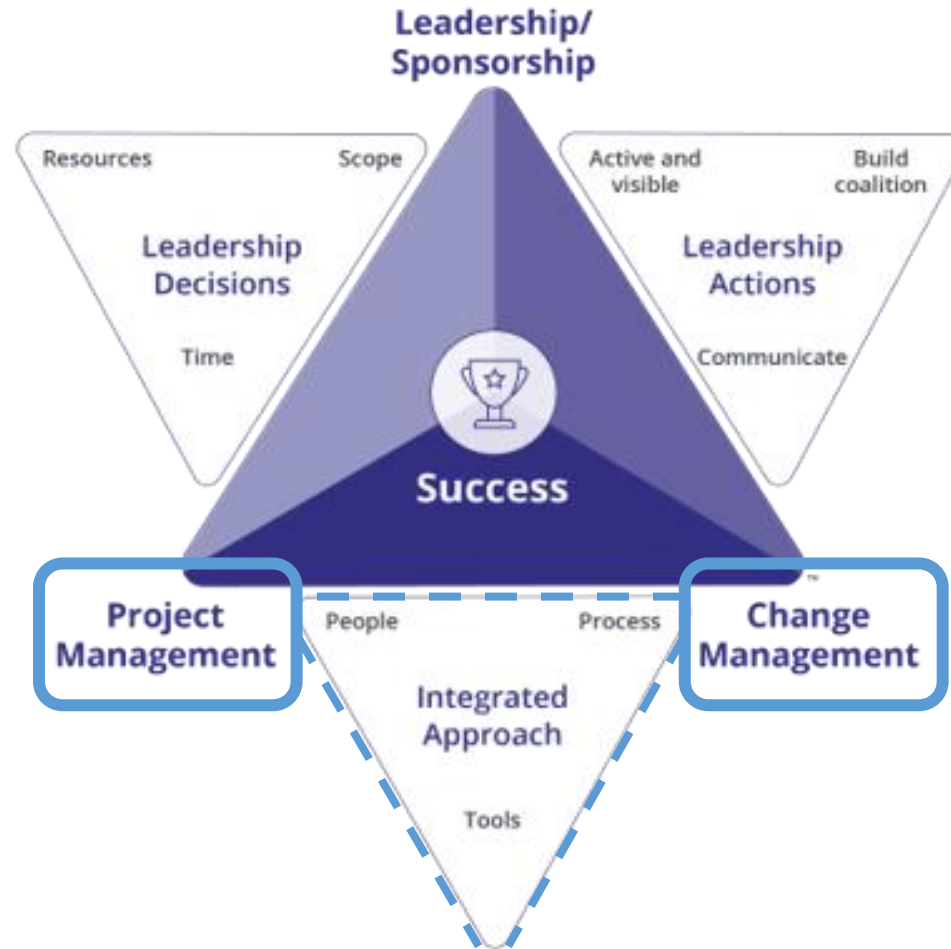 Leadership/
Sponsorship
Resources
Scope
Leadership
Decisions
Time
Active and
visible
Build
coalition
Leadership
Actions
Communicate
Success
™
Project
Management
People
Process
Integrated
Approach
Tools
Change
Management